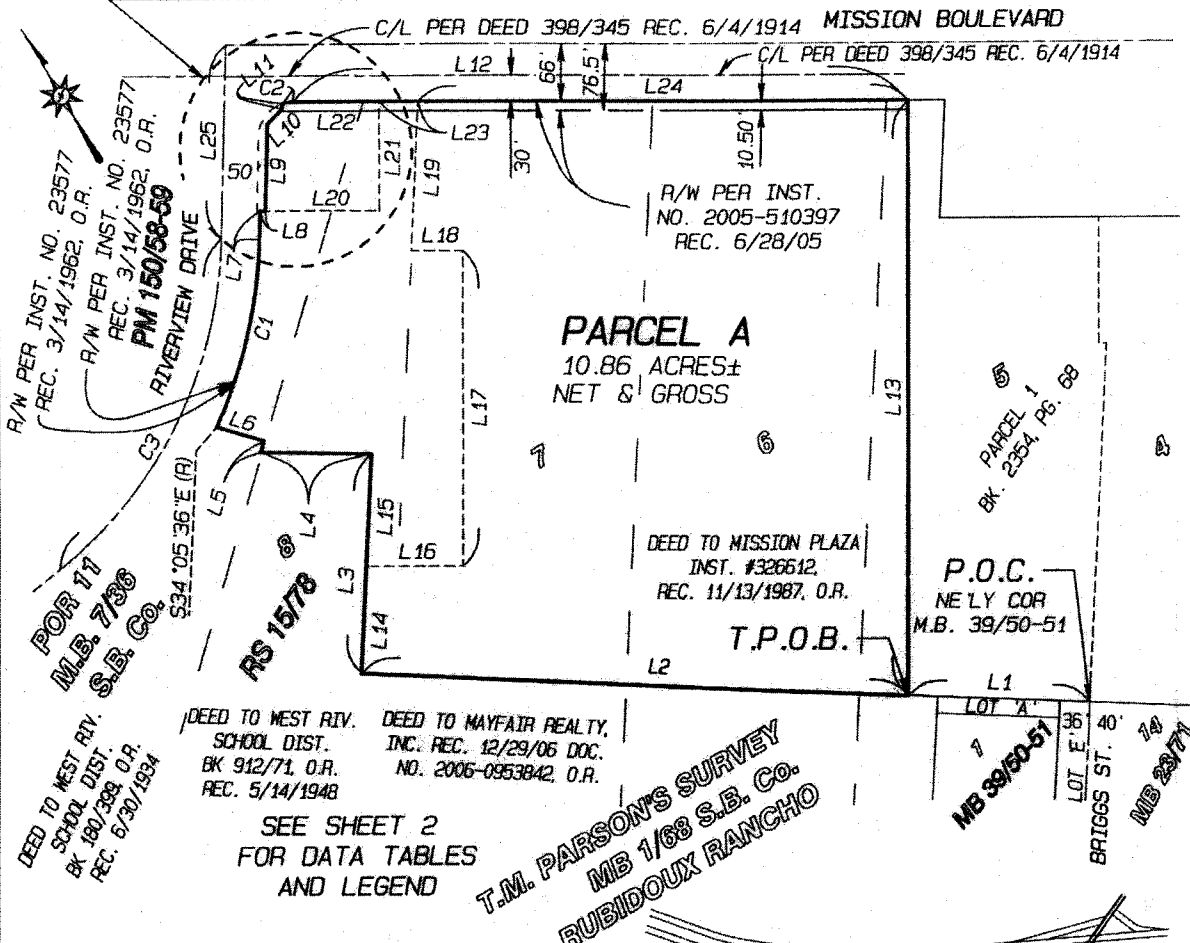 C/L PER DEED 398/345 REC. 6/4/1914
MISSION BOULEVARD
C/L PER DEED 398/345 REC. 6/4/1914
L11
C2
L12
66'
76.5'
L24
L10
L22
L23
L25
50'
L9
L21
L19
30'
10.50'
L20
L8
L7
L18
R/W PER INST.
NO. 2005-510397
REC. 6/28/05
R/W PER INST. NO. 23577
REC. 3/14/1962, O.R.
R/W PER INST. NO. 23577
REC. 3/14/1962, O.R.
PM 150/58-59
RIVERVIEW DRIVE
C1
C3
PARCEL A
10.86 ACRES±
NET & GROSS
L17
L13
L6
L5
L4
7
6
5
PARCEL 1
BK. 2354, PG. 68
4
L15
L16
L3
L14
8
RS 15/78
S34°05'36"E (R)
POR 11
M.B. 7/36
S.B. Co.
DEED TO MISSION PLAZA
INST. #326612,
REC. 11/13/1987, O.R.
P.O.C.
NE'LY COR
M.B. 39/50-51
T.P.O.B.
L2
L1
LOT 'A'
1
MB 39/50-51
36'
40'
LOT 'E'
BRIGGS ST.
14
MB 23/71
DEED TO WEST RIV.
SCHOOL DIST.
BK 180/399, O.R.
REC. 6/30/1934
DEED TO WEST RIV.
SCHOOL DIST.
BK 912/71, O.R.
REC. 5/14/1948
DEED TO MAYFAIR REALTY,
INC. REC. 12/29/06 DOC.
NO. 2006-0953842, O.R.
SEE SHEET 2
FOR DATA TABLES
AND LEGEND
T.M. PARSON'S SURVEY
MB 1/68 S.B. Co.
RUBIDOUX RANCHO